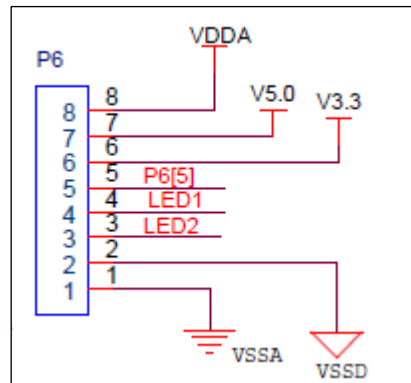 VDDA
P6
V5.0 V3.3
8 8
7 7
6 6
5 5 P6[5]
4 4 LED1
3 3 LED2
2 2
1 1
VSSA
VSSD